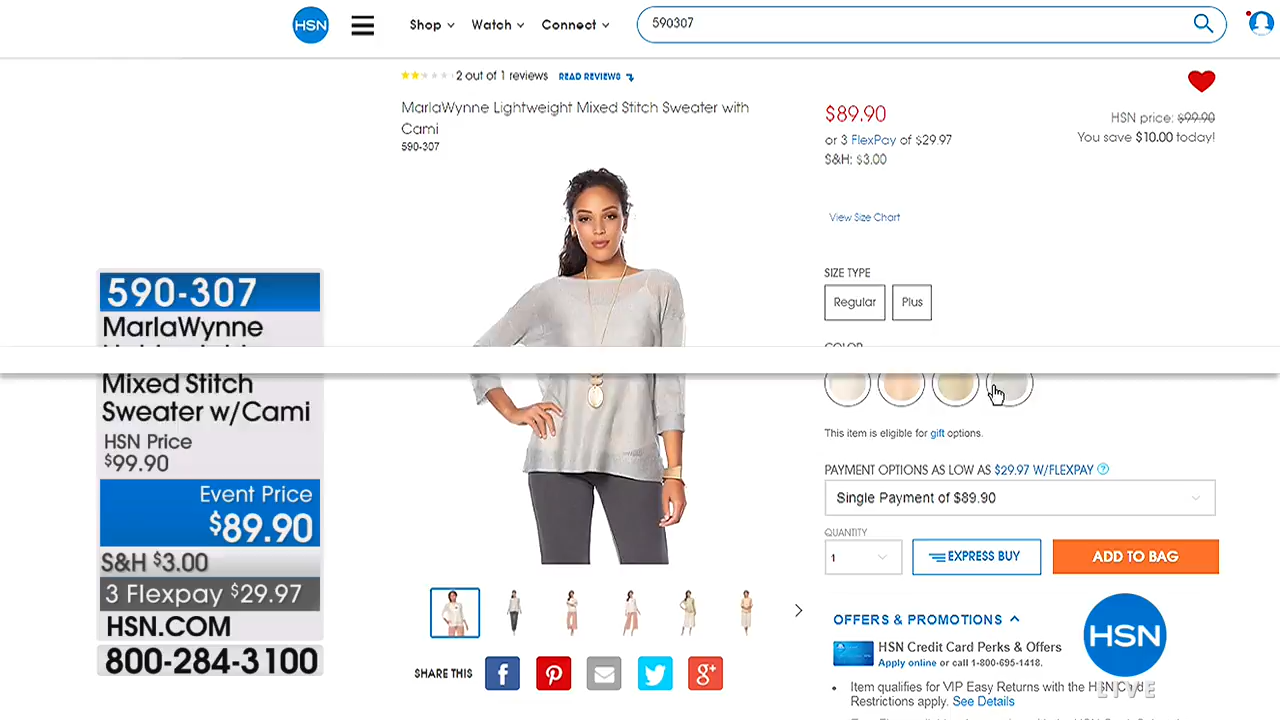 HSN
Shop
Watch
Connect
590307
2 out of 1 reviews
READ REVIEWS
MarlaWynne Lightweight Mixed Stitch Sweater with
Cami
590-307
$89.90
or 3 FlexPay of $29.97
S&H: $3.00
HSN price: $99.90
You save $10.00 today!
View Size Chart
SIZE TYPE
Regular
Plus
This item is eligible for gift options.
PAYMENT OPTIONS AS LOW AS $29.97 W/FLEXPAY ?
Single Payment of $89.90
QUANTITY
1
EXPRESS BUY
ADD TO BAG
OFFERS & PROMOTIONS
HSN Credit Card Perks & Offers
Apply online or call 1-800-695-1418.
Item qualifies for VIP Easy Returns with the HSN Card
Restrictions apply. See Details
SHARE THIS
590-307
MarlaWynne
Mixed Stitch
Sweater w/Cami
HSN Price
$99.90
Event Price
$89.90
S&H $3.00
3 Flexpay $29.97
HSN.COM
800-284-3100
HSN
LIVE